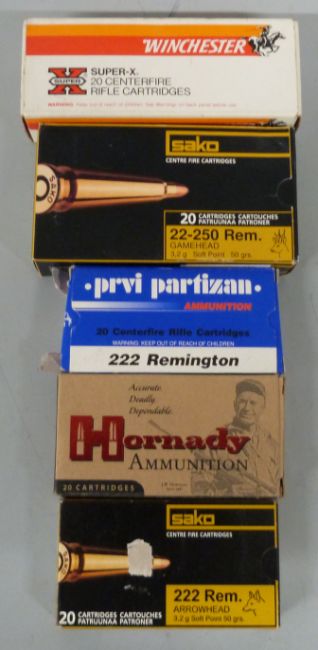 WINCHESTER
X
SUPER
SUPER-X®
20 CENTERFIRE
RIFLE CARTRIDGES
sako
CENTRE FIRE CARTRIDGES
SAKO
20 CARTRIDGES CARTOUCHES
PATRUUNAA PATRONER
22-250 Rem.
GAMEHEAD
3,2 g Soft Point 50 grs.
prvi partizan
AMMUNITION
20 Centerfire Rifle Cartridges
WARNING: KEEP OUT OF REACH OF CHILDREN
222 Remington
Accurate.
Deadly.
Dependable.
Hornady
AMMUNITION
20 CARTRIDGES
sako
CENTRE FIRE CARTRIDGES
222 Rem.
ARROWHEAD
3,2 g Soft Point 50 grs.
20 CARTRIDGES CARTOUCHES
PATRUUNAA PATRONER